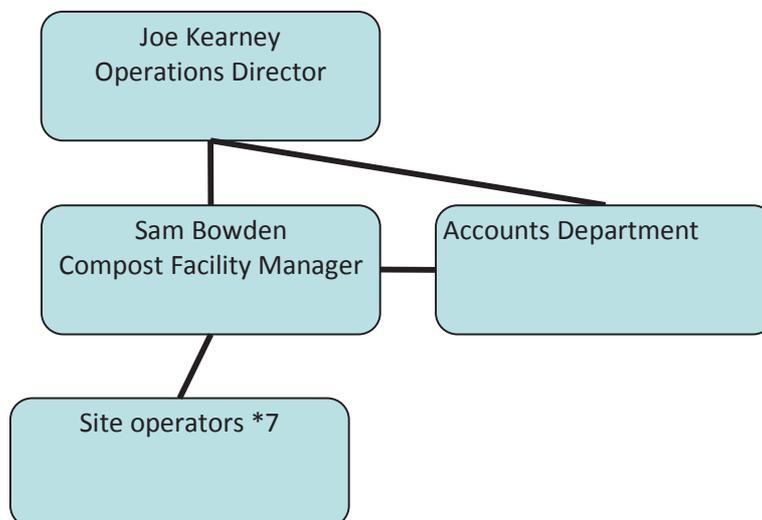 Joe Kearney
Operations Director
Sam Bowden
Compost Facility Manager
Accounts Department
Site operators *7